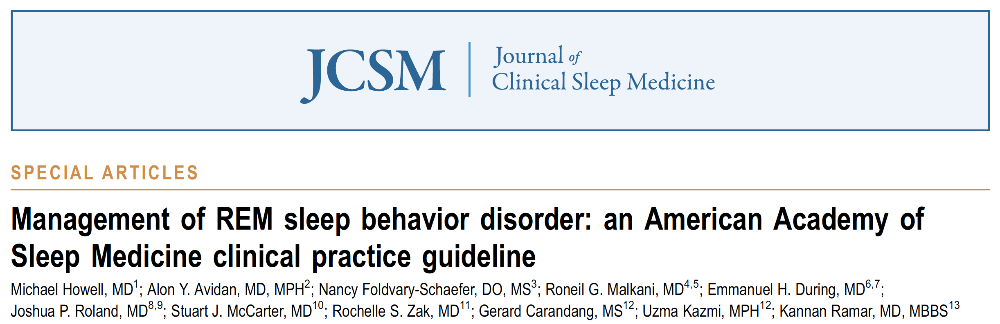 JCSM
Journal of
Clinical Sleep Medicine
SPECIAL ARTICLES
Management of REM sleep behavior disorder: an American Academy of
Sleep Medicine clinical practice guideline
Michael Howell, MD1; Alon Y. Avidan, MD, MPH2; Nancy Foldvary-Schaefer, DO, MS3; Roneil G. Malkani, MD4,5; Emmanuel H. During, MD6,7;
Joshua P. Roland, MD8,9; Stuart J. McCarter, MD10; Rochelle S. Zak, MD11; Gerard Carandang, MS12; Uzma Kazmi, MPH12; Kannan Ramar, MD, MBBS13